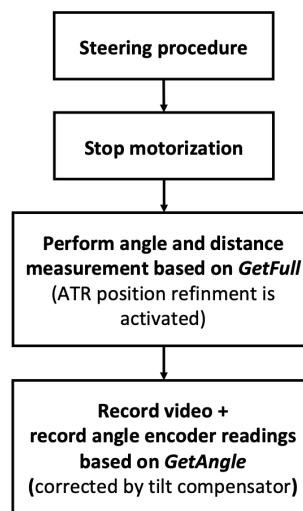 Steering procedure
Stop motorization
Perform angle and distance
measurement based on GetFull
(ATR position refinment is
activated)
Record video +
record angle encoder readings
based on GetAngle
(corrected by tilt compensator)